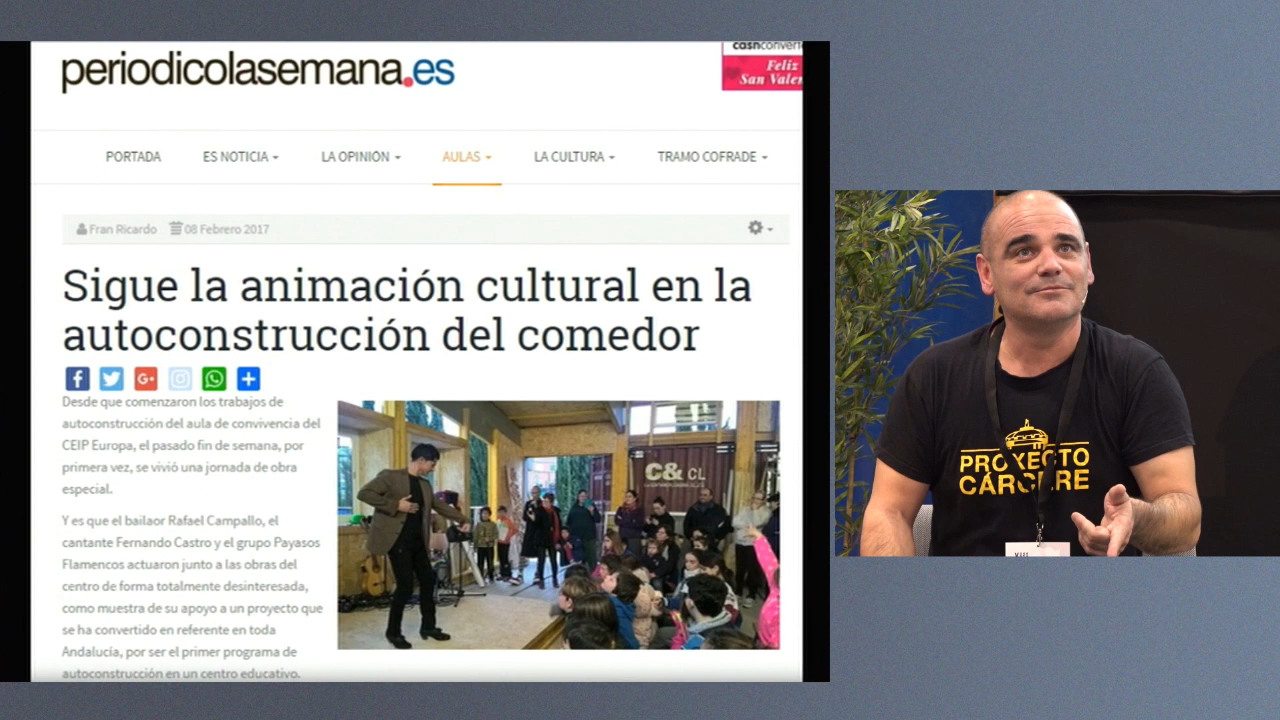 periodicolasemana.es
Feliz
PORTADA ES NOTICIA LA OPINIÓN AULAS LA CULTURA TRAMO COFRADE
Fran Ricardo 08 Febrero 2017
Sigue la animación cultural en la
autoconstrucción del comedor
Desde que comenzaron los trabajos de
autoconstrucción del aula de convivencia del
CEIP Europa, el pasado fin de semana, por
primera vez, se vivió una jornada de obra
especial.
Y es que el bailaor Rafael Campallo, el
cantante Fernando Castro y el grupo Payasos
Flamencos actuaron junto a las obras del
centro de forma totalmente desinteresada,
como muestra de su apoyo a un proyecto que
se ha convertido en referente en toda
Andalucía, por ser el primer programa de
autoconstrucción en un centro educativo.
C& CL
PROYECTO
CÁRCERE